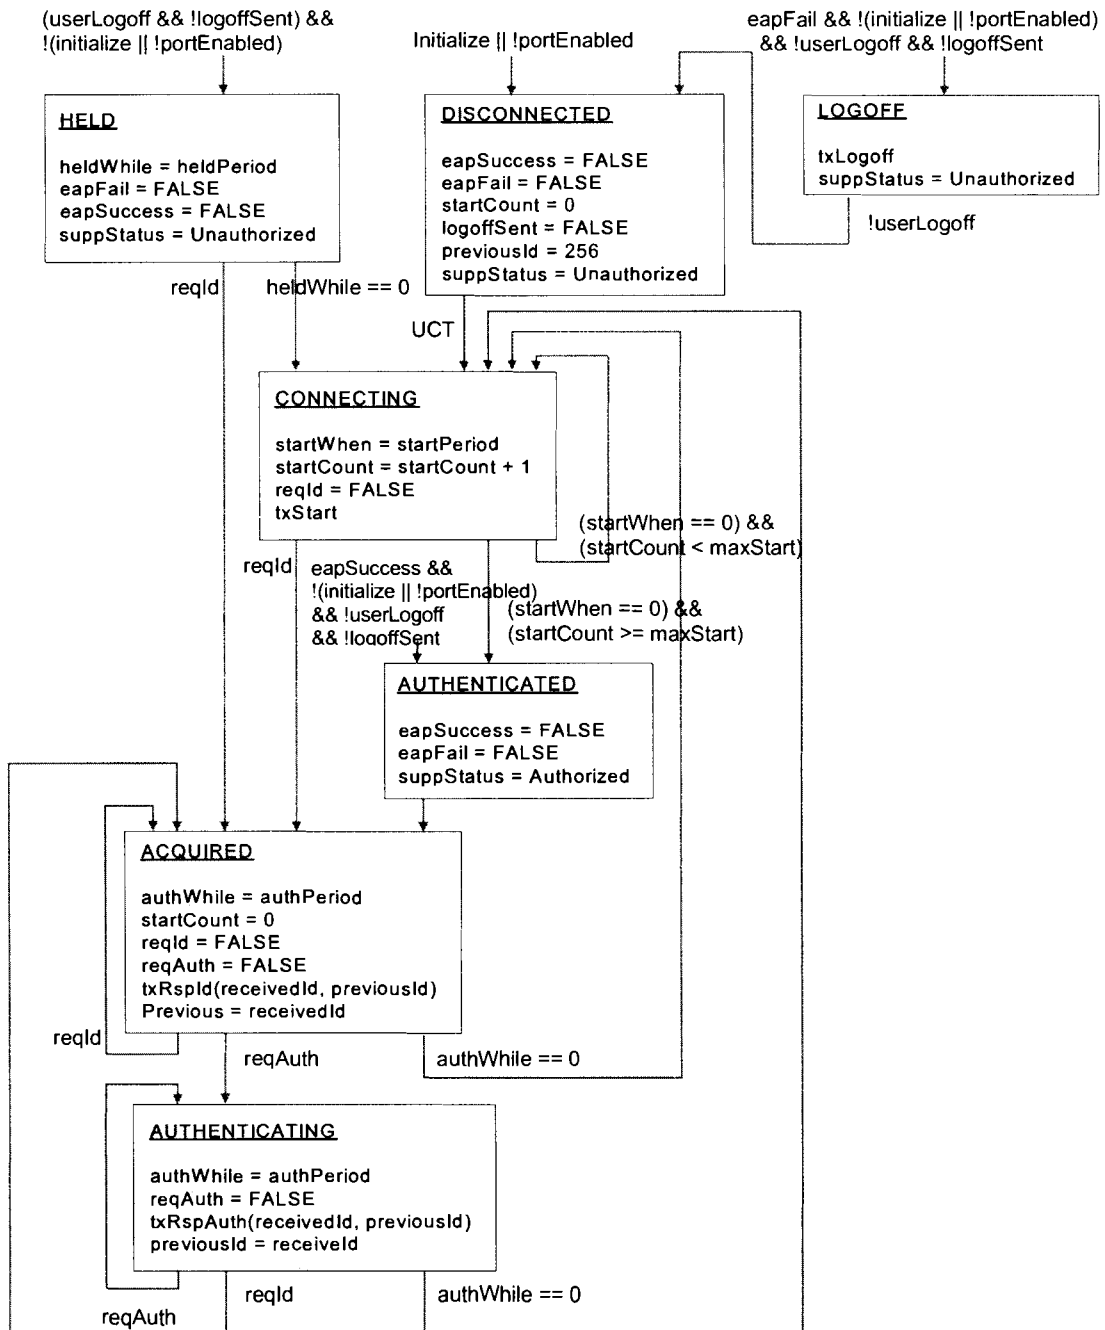 (userLogoff && !logoffSent) &&
!(initialize || !portEnabled)
Initialize || !portEnabled
eapFail && !(initialize || !portEnabled)
&& !userLogoff && !logoffSent
HELD
heldWhile = heldPeriod
eapFail = FALSE
eapSuccess = FALSE
suppStatus = Unauthorized
DISCONNECTED
eapSuccess = FALSE
eapFail = FALSE
startCount = 0
logoffSent = FALSE
previousId = 256
suppStatus = Unauthorized
LOGOFF
txLogoff
suppStatus = Unauthorized
!userLogoff
reqId
heldWhile == 0
UCT
CONNECTING
startWhen = startPeriod
startCount = startCount + 1
reqId = FALSE
txStart
(startWhen == 0) &&
(startCount < maxStart)
reqId
eapSuccess &&
!(initialize || !portEnabled)
&& !userLogoff
&& !logoffSent
(startWhen == 0) &&
(startCount >= maxStart)
AUTHENTICATED
eapSuccess = FALSE
eapFail = FALSE
suppStatus = Authorized
ACQUIRED
authWhile = authPeriod
startCount = 0
reqId = FALSE
reqAuth = FALSE
txRspId(receivedId, previousId)
Previous = receivedId
reqId
reqAuth
authWhile == 0
AUTHENTICATING
authWhile = authPeriod
reqAuth = FALSE
txRspAuth(receivedId, previousId)
previousId = receiveId
reqAuth
reqId
authWhile == 0